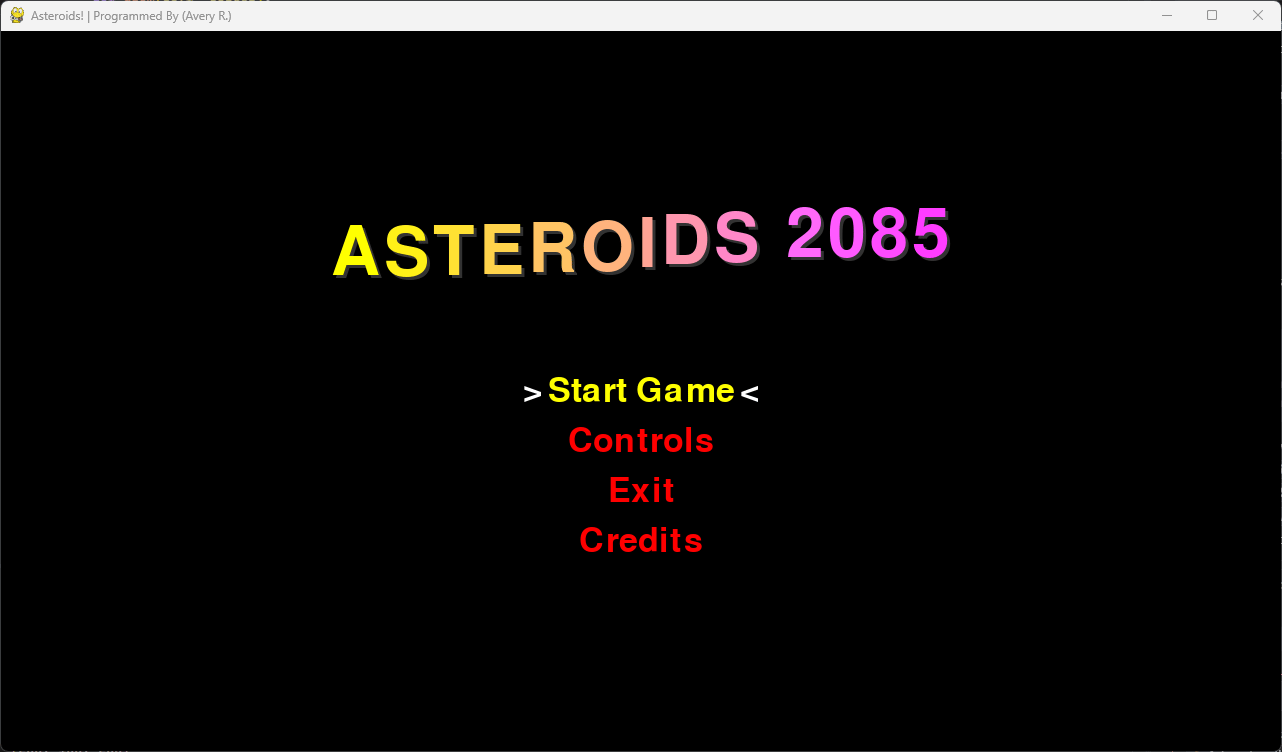 Asteroids! | Programmed By (Avery R.)
ASTEROIDS 2085
> Start Game <
Controls
Exit
Credits